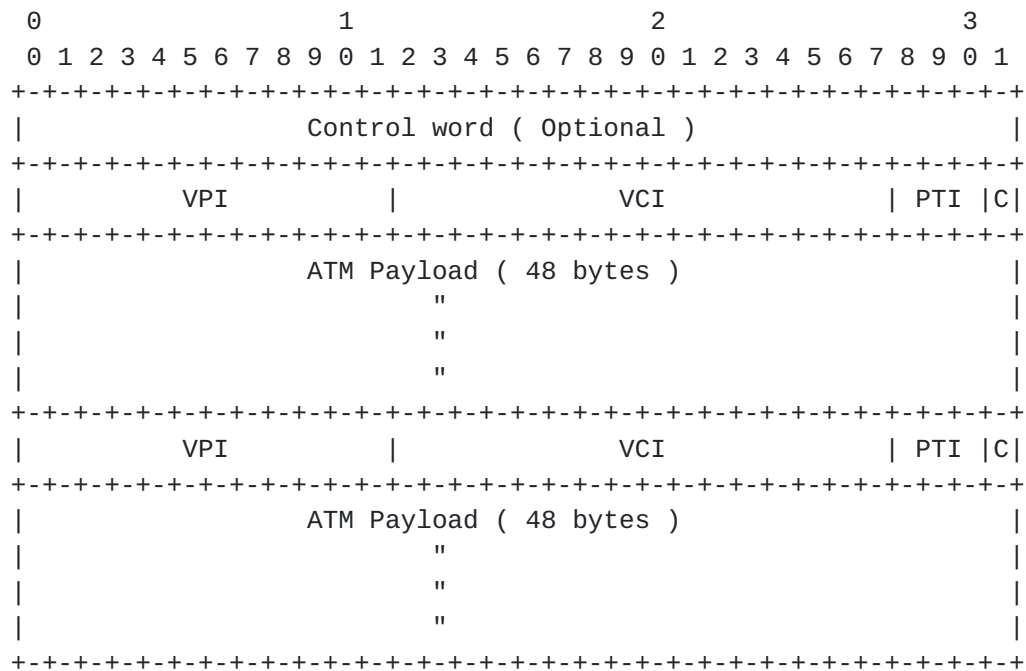 0                   1                   2                   3
 0 1 2 3 4 5 6 7 8 9 0 1 2 3 4 5 6 7 8 9 0 1 2 3 4 5 6 7 8 9 0 1
+-+-+-+-+-+-+-+-+-+-+-+-+-+-+-+-+-+-+-+-+-+-+-+-+-+-+-+-+-+-+-+-+
|                  Control word ( Optional )                    |
+-+-+-+-+-+-+-+-+-+-+-+-+-+-+-+-+-+-+-+-+-+-+-+-+-+-+-+-+-+-+-+-+
|          VPI          |              VCI              | PTI |C|
+-+-+-+-+-+-+-+-+-+-+-+-+-+-+-+-+-+-+-+-+-+-+-+-+-+-+-+-+-+-+-+-+
|                  ATM Payload ( 48 bytes )                     |
|                          "                                    |
|                          "                                    |
|                          "                                    |
+-+-+-+-+-+-+-+-+-+-+-+-+-+-+-+-+-+-+-+-+-+-+-+-+-+-+-+-+-+-+-+-+
|          VPI          |              VCI              | PTI |C|
+-+-+-+-+-+-+-+-+-+-+-+-+-+-+-+-+-+-+-+-+-+-+-+-+-+-+-+-+-+-+-+-+
|                  ATM Payload ( 48 bytes )                     |
|                          "                                    |
|                          "                                    |
|                          "                                    |
+-+-+-+-+-+-+-+-+-+-+-+-+-+-+-+-+-+-+-+-+-+-+-+-+-+-+-+-+-+-+-+-+